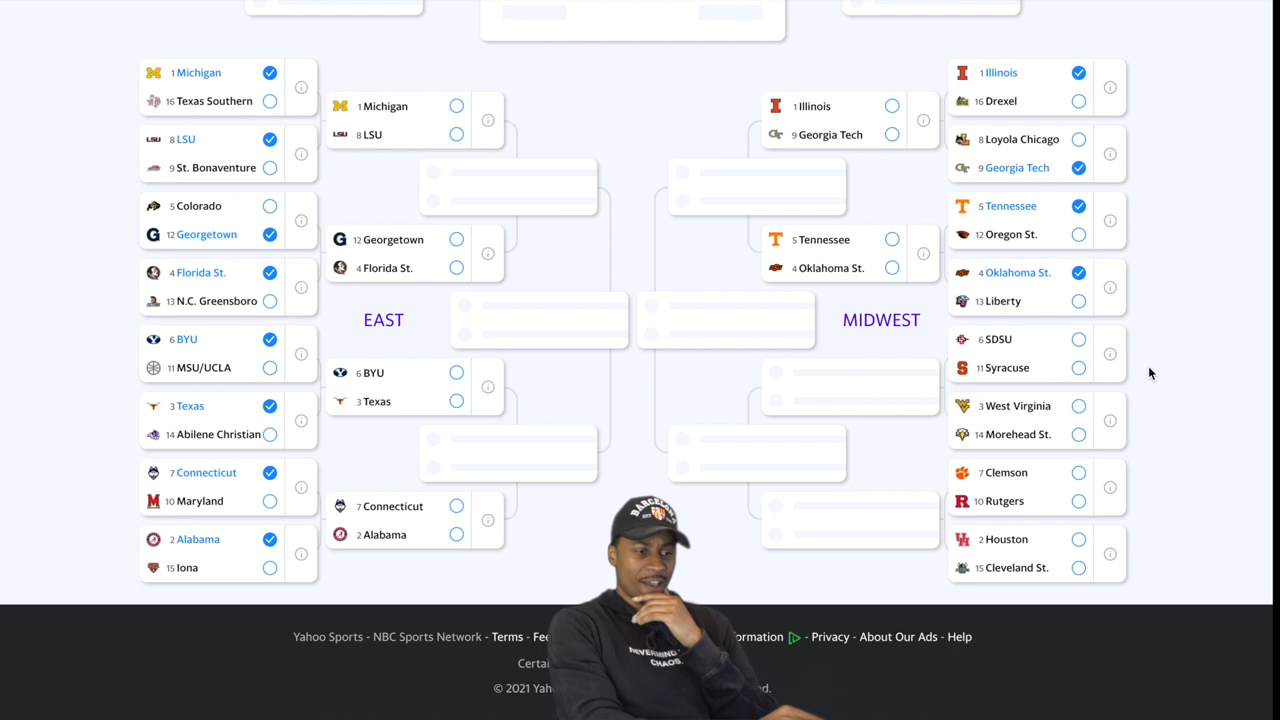 1 Michigan
16 Texas Southern
8 LSU
9 St. Bonaventure
5 Colorado
12 Georgetown
4 Florida St.
13 N.C. Greensboro
6 BYU
11 MSU/UCLA
3 Texas
14 Abilene Christian
7 Connecticut
10 Maryland
2 Alabama
15 Iona
1 Michigan
8 LSU
12 Georgetown
4 Florida St.
EAST
6 BYU
3 Texas
7 Connecticut
2 Alabama
1 Illinois
9 Georgia Tech
5 Tennessee
4 Oklahoma St.
MIDWEST
1 Illinois
16 Drexel
8 Loyola Chicago
9 Georgia Tech
5 Tennessee
12 Oregon St.
4 Oklahoma St.
13 Liberty
6 SDSU
11 Syracuse
3 West Virginia
14 Morehead St.
7 Clemson
10 Rutgers
2 Houston
15 Cleveland St.
BARCELONA
NEVERMIND
CHAOS.
Yahoo Sports - NBC Sports Network - Terms - - Privacy - About Our Ads - Help
© 2021